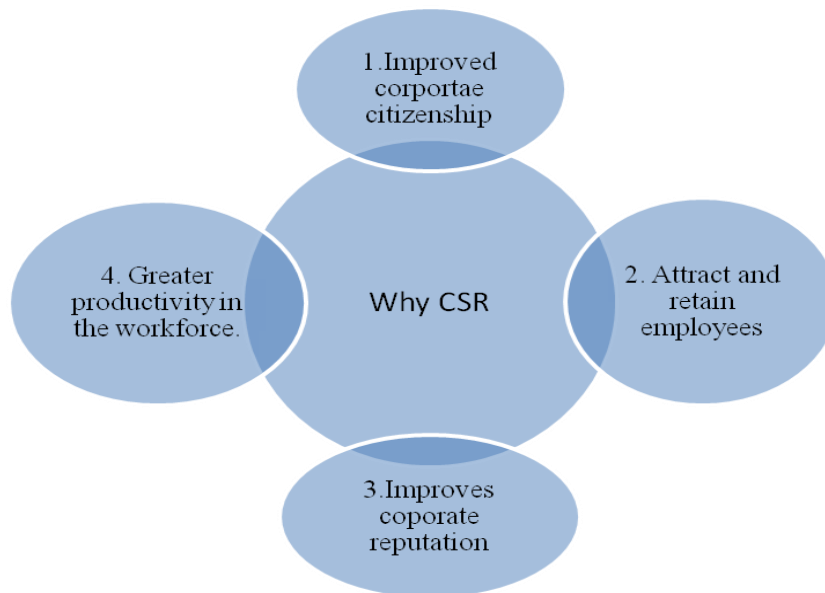 1.Improved
corportae
citizenship
4. Greater
productivity in
the workforce.
Why CSR
2. Attract and
retain
employees
3.Improves
coporate
reputation